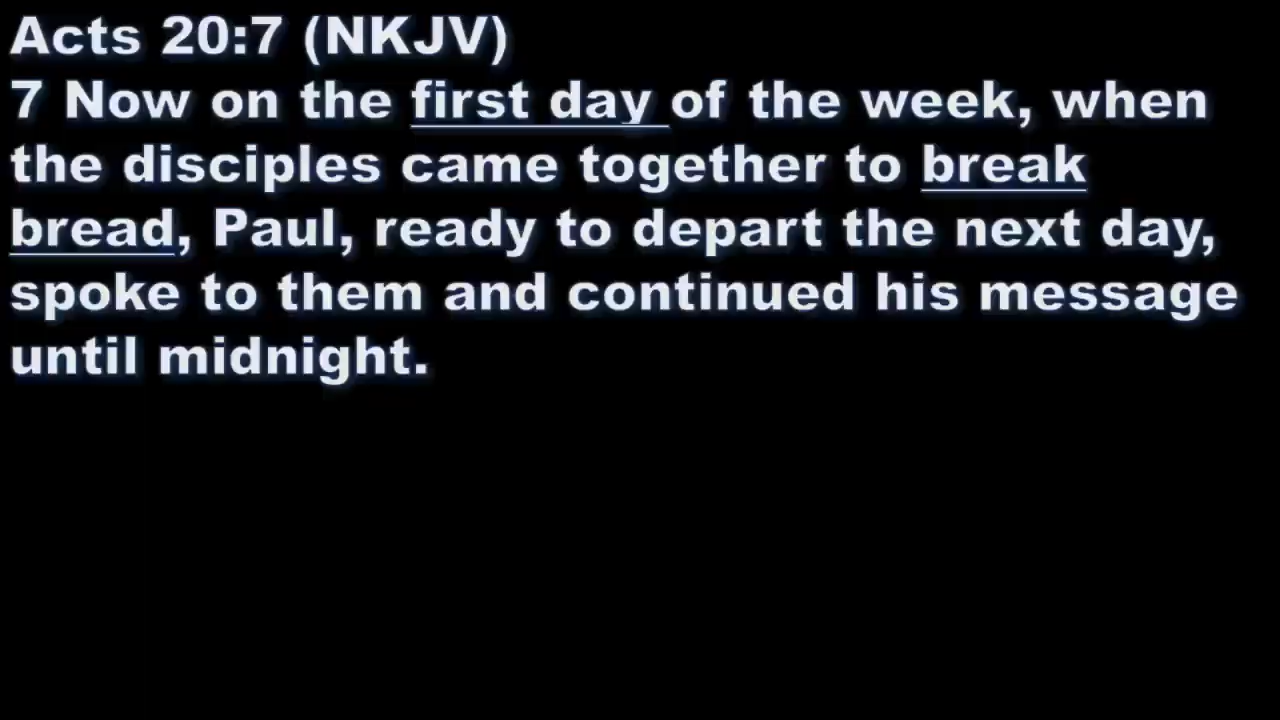 Acts 20:7 (NKJV)
7 Now on the first day of the week, when
the disciples came together to break
bread, Paul, ready to depart the next day,
spoke to them and continued his message
until midnight.